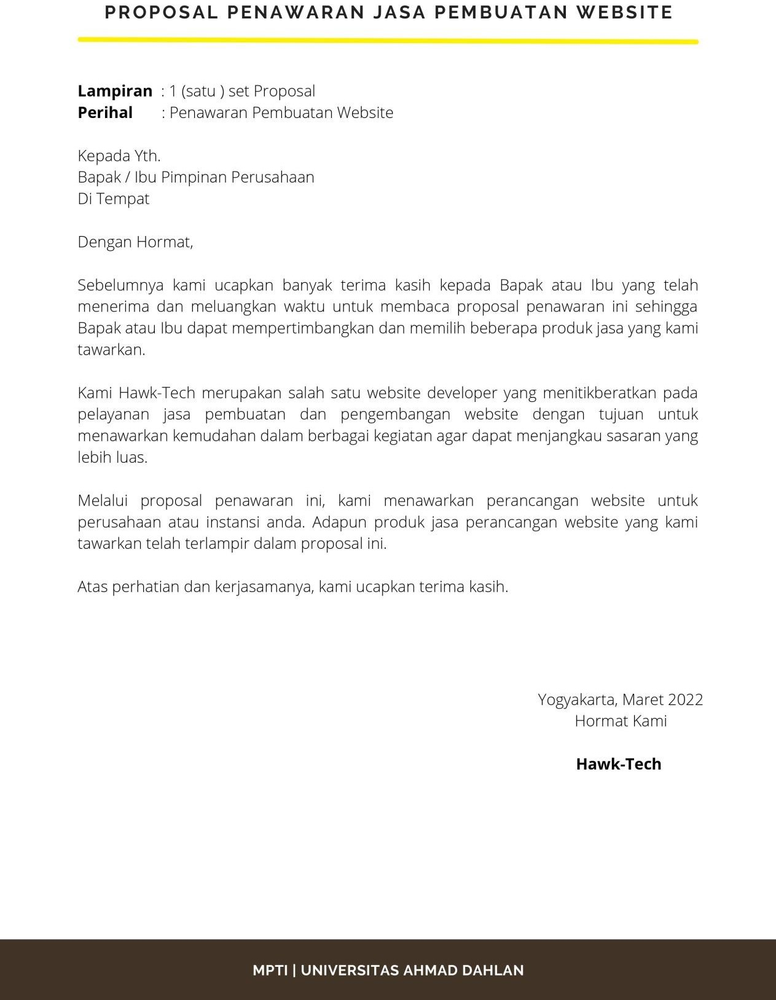 PROPOSAL PENAWARAN JASA PEMBUATAN WEBSITE
Lampiran : 1 (satu ) set Proposal
Perihal : Penawaran Pembuatan Website
Kepada Yth.
Bapak / Ibu Pimpinan Perusahaan
Di Tempat
Dengan Hormat,
Sebelumnya kami ucapkan banyak terima kasih kepada Bapak atau Ibu yang telah
menerima dan meluangkan waktu untuk membaca proposal penawaran ini sehingga
Bapak atau Ibu dapat mempertimbangkan dan memilih beberapa produk jasa yang kami
tawarkan.
Kami Hawk-Tech merupakan salah satu website developer yang menitikberatkan pada
pelayanan jasa pembuatan dan pengembangan website dengan tujuan untuk
menawarkan kemudahan dalam berbagai kegiatan agar dapat menjangkau sasaran yang
lebih luas.
Melalui proposal penawaran ini, kami menawarkan perancangan website untuk
perusahaan atau instansi anda. Adapun produk jasa perancangan website yang kami
tawarkan telah terlampir dalam proposal ini.
Atas perhatian dan kerjasamanya, kami ucapkan terima kasih.
Yogyakarta, Maret 2022
Hormat Kami
Hawk-Tech
MPTI | UNIVERSITAS AHMAD DAHLAN